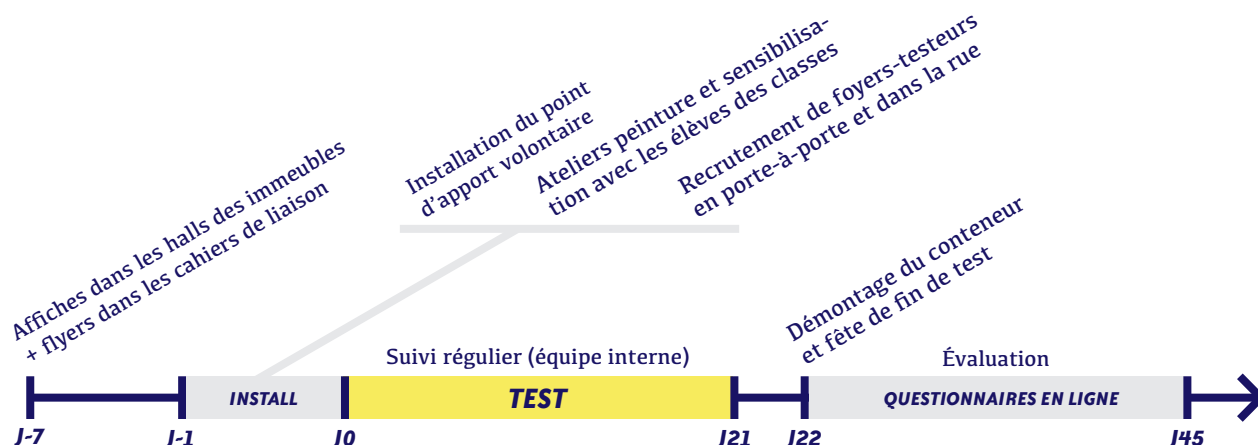 Affiches dans les halls des immeubles
+ flyers dans les cahiers de liaison
Installation du point
d’apport volontaire
Ateliers peinture et sensibilisa-
tion avec les élèves des classes
Recrutement de foyers-testeurs
en porte-à-porte et dans la rue
Démontage du conteneur
et fête de fin de test
Suivi régulier (équipe interne)
Évaluation
INSTALL
TEST
QUESTIONNAIRES EN LIGNE
J-7
J-1
J0
J21
J22
J45